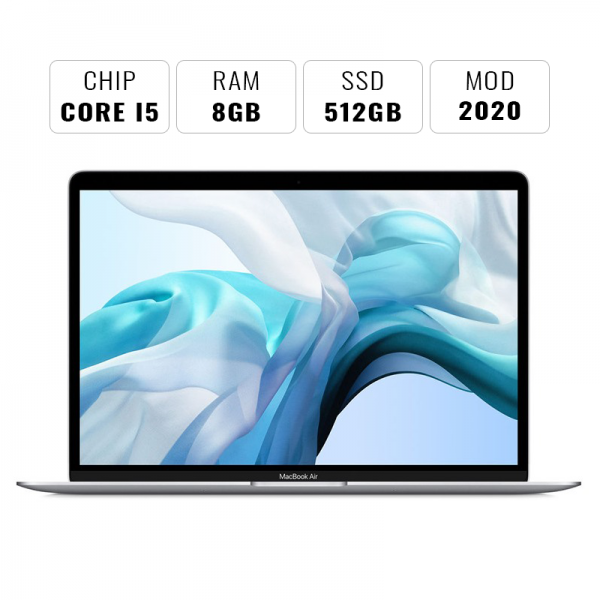 CHIP
CORE I5
RAM
8GB
SSD
512GB
MOD
2020
MacBook Air